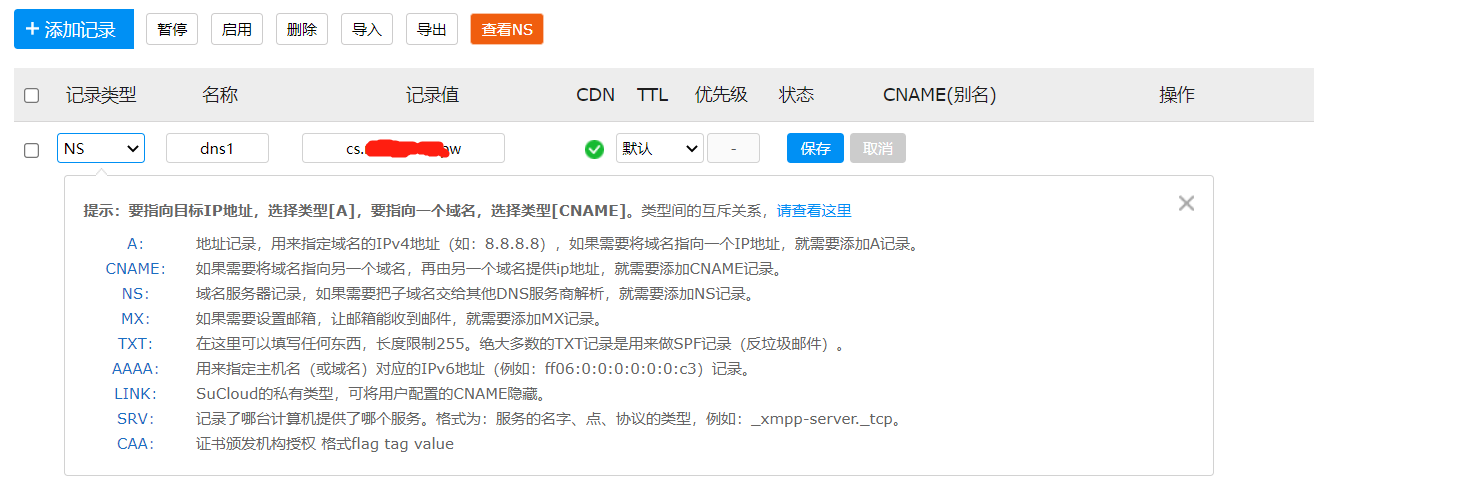 + 添加记录 暂停 启用 删除 导入 导出 查看NS
记录类型 名称 记录值 CDN TTL 优先级 状态 CNAME(别名) 操作
NS dns1 cs. ow 默认 - 保存 取消
提示：要指向目标IP地址，选择类型[A]，要指向一个域名，选择类型[CNAME]。类型间的互斥关系，请查看这里
A： 地址记录，用来指定域名的IPv4地址（如：8.8.8.8），如果需要将域名指向一个IP地址，就需要添加A记录。
CNAME： 如果需要将域名指向另一个域名，再由另一个域名提供ip地址，就需要添加CNAME记录。
NS： 域名服务器记录，如果需要把子域名交给其他DNS服务商解析，就需要添加NS记录。
MX： 如果需要设置邮箱，让邮箱能收到邮件，就需要添加MX记录。
TXT： 在这里可以填写任何东西，长度限制255。绝大多数的TXT记录是用来做SPF记录（反垃圾邮件）。
AAAA： 用来指定主机名（或域名）对应的IPv6地址（例如：ff06:0:0:0:0:0:0:c3）记录。
LINK： SuCloud的私有类型，可将用户配置的CNAME隐藏。
SRV： 记录了哪台计算机提供了哪个服务。格式为：服务的名字、点、协议的类型，例如：_xmpp-server._tcp。
CAA： 证书颁发机构授权 格式flag tag value